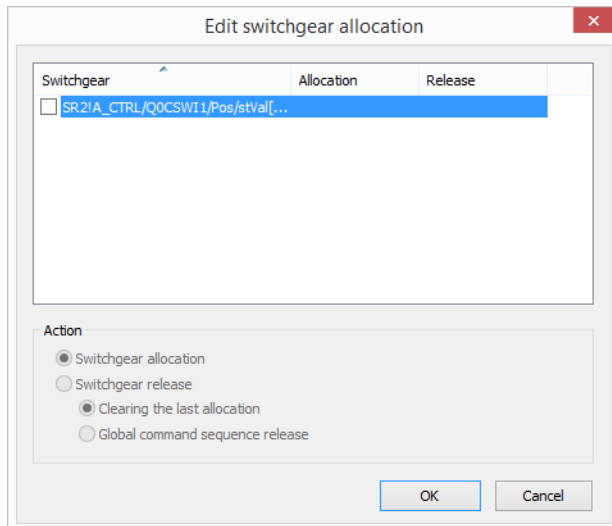 Edit switchgear allocation
Switchgear Allocation Release
SR2!A_CTRL/Q0CSWI1/Pos/stVal[...
Action
Switchgear allocation
Switchgear release
Clearing the last allocation
Global command sequence release
OK Cancel